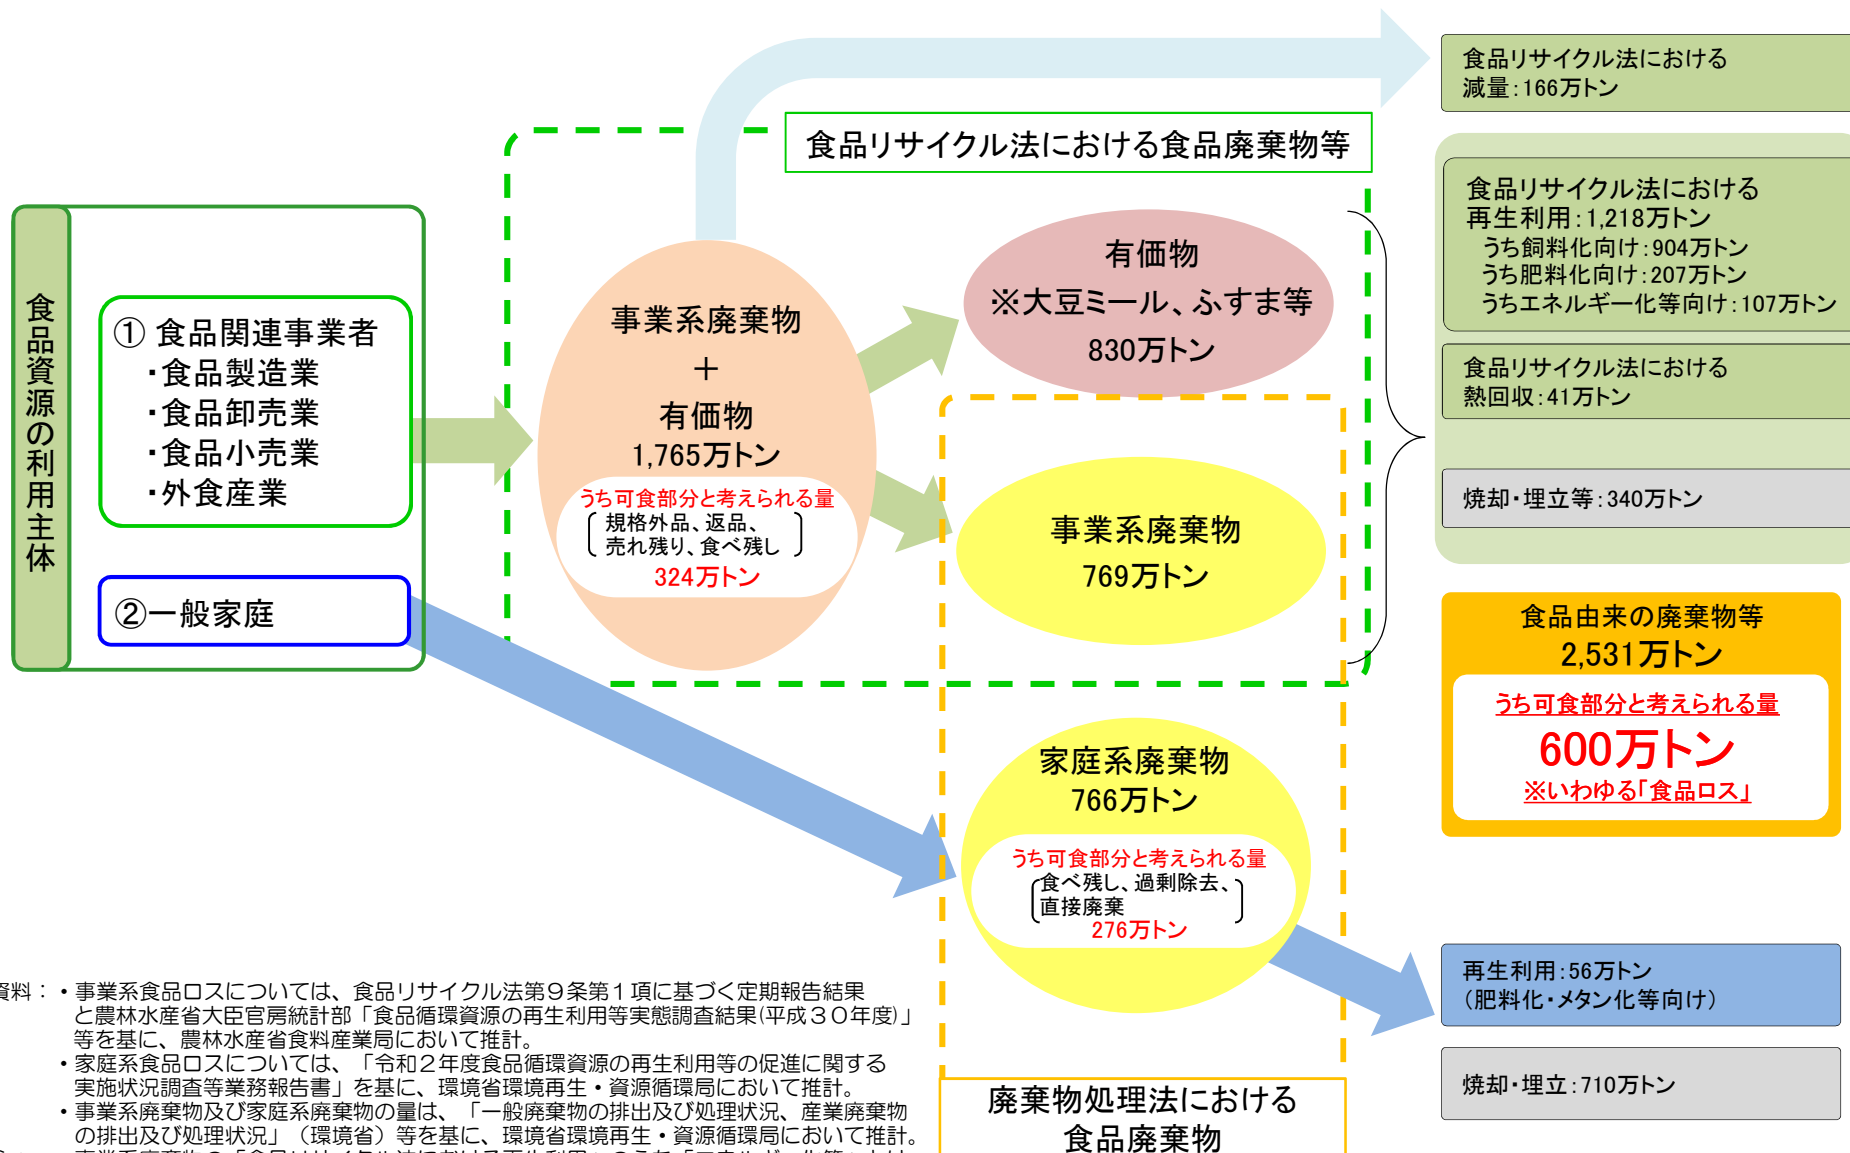 食品リサイクル法における
減量：166万トン
食品リサイクル法における食品廃棄物等
食品リサイクル法における
再生利用：1,218万トン
うち飼料化向け：904万トン
うち肥料化向け：207万トン
うちエネルギー化等向け：107万トン
食品リサイクル法における
熱回収：41万トン
焼却・埋立等：340万トン
食品資源の利用主体
① 食品関連事業者
・食品製造業
・食品卸売業
・食品小売業
・外食産業
②一般家庭
事業系廃棄物
＋
有価物
1,765万トン
うち可食部分と考えられる量
規格外品、返品、
売れ残り、食べ残し
324万トン
有価物
※大豆ミール、ふすま等
830万トン
事業系廃棄物
769万トン
食品由来の廃棄物等
2,531万トン
うち可食部分と考えられる量
600万トン
※いわゆる「食品ロス」
家庭系廃棄物
766万トン
うち可食部分と考えられる量
食べ残し、過剰除去、
直接廃棄
276万トン
再生利用：56万トン
（肥料化・メタン化等向け）
焼却・埋立：710万トン
廃棄物処理法における
食品廃棄物
資料：・事業系食品ロスについては、食品リサイクル法第９条第１項に基づく定期報告結果
と農林水産省大臣官房統計部「食品循環資源の再生利用等実態調査結果(平成３０年度)」
等を基に、農林水産省食料産業局において推計。
・家庭系食品ロスについては、「令和２年度食品循環資源の再生利用等の促進に関する
実施状況調査等業務報告書」を基に、環境省環境再生・資源循環局において推計。
・事業系廃棄物及び家庭系廃棄物の量は、「一般廃棄物の排出及び処理状況、産業廃棄物
の排出及び処理状況」（環境省）等を基に、環境省環境再生・資源循環局において推計。